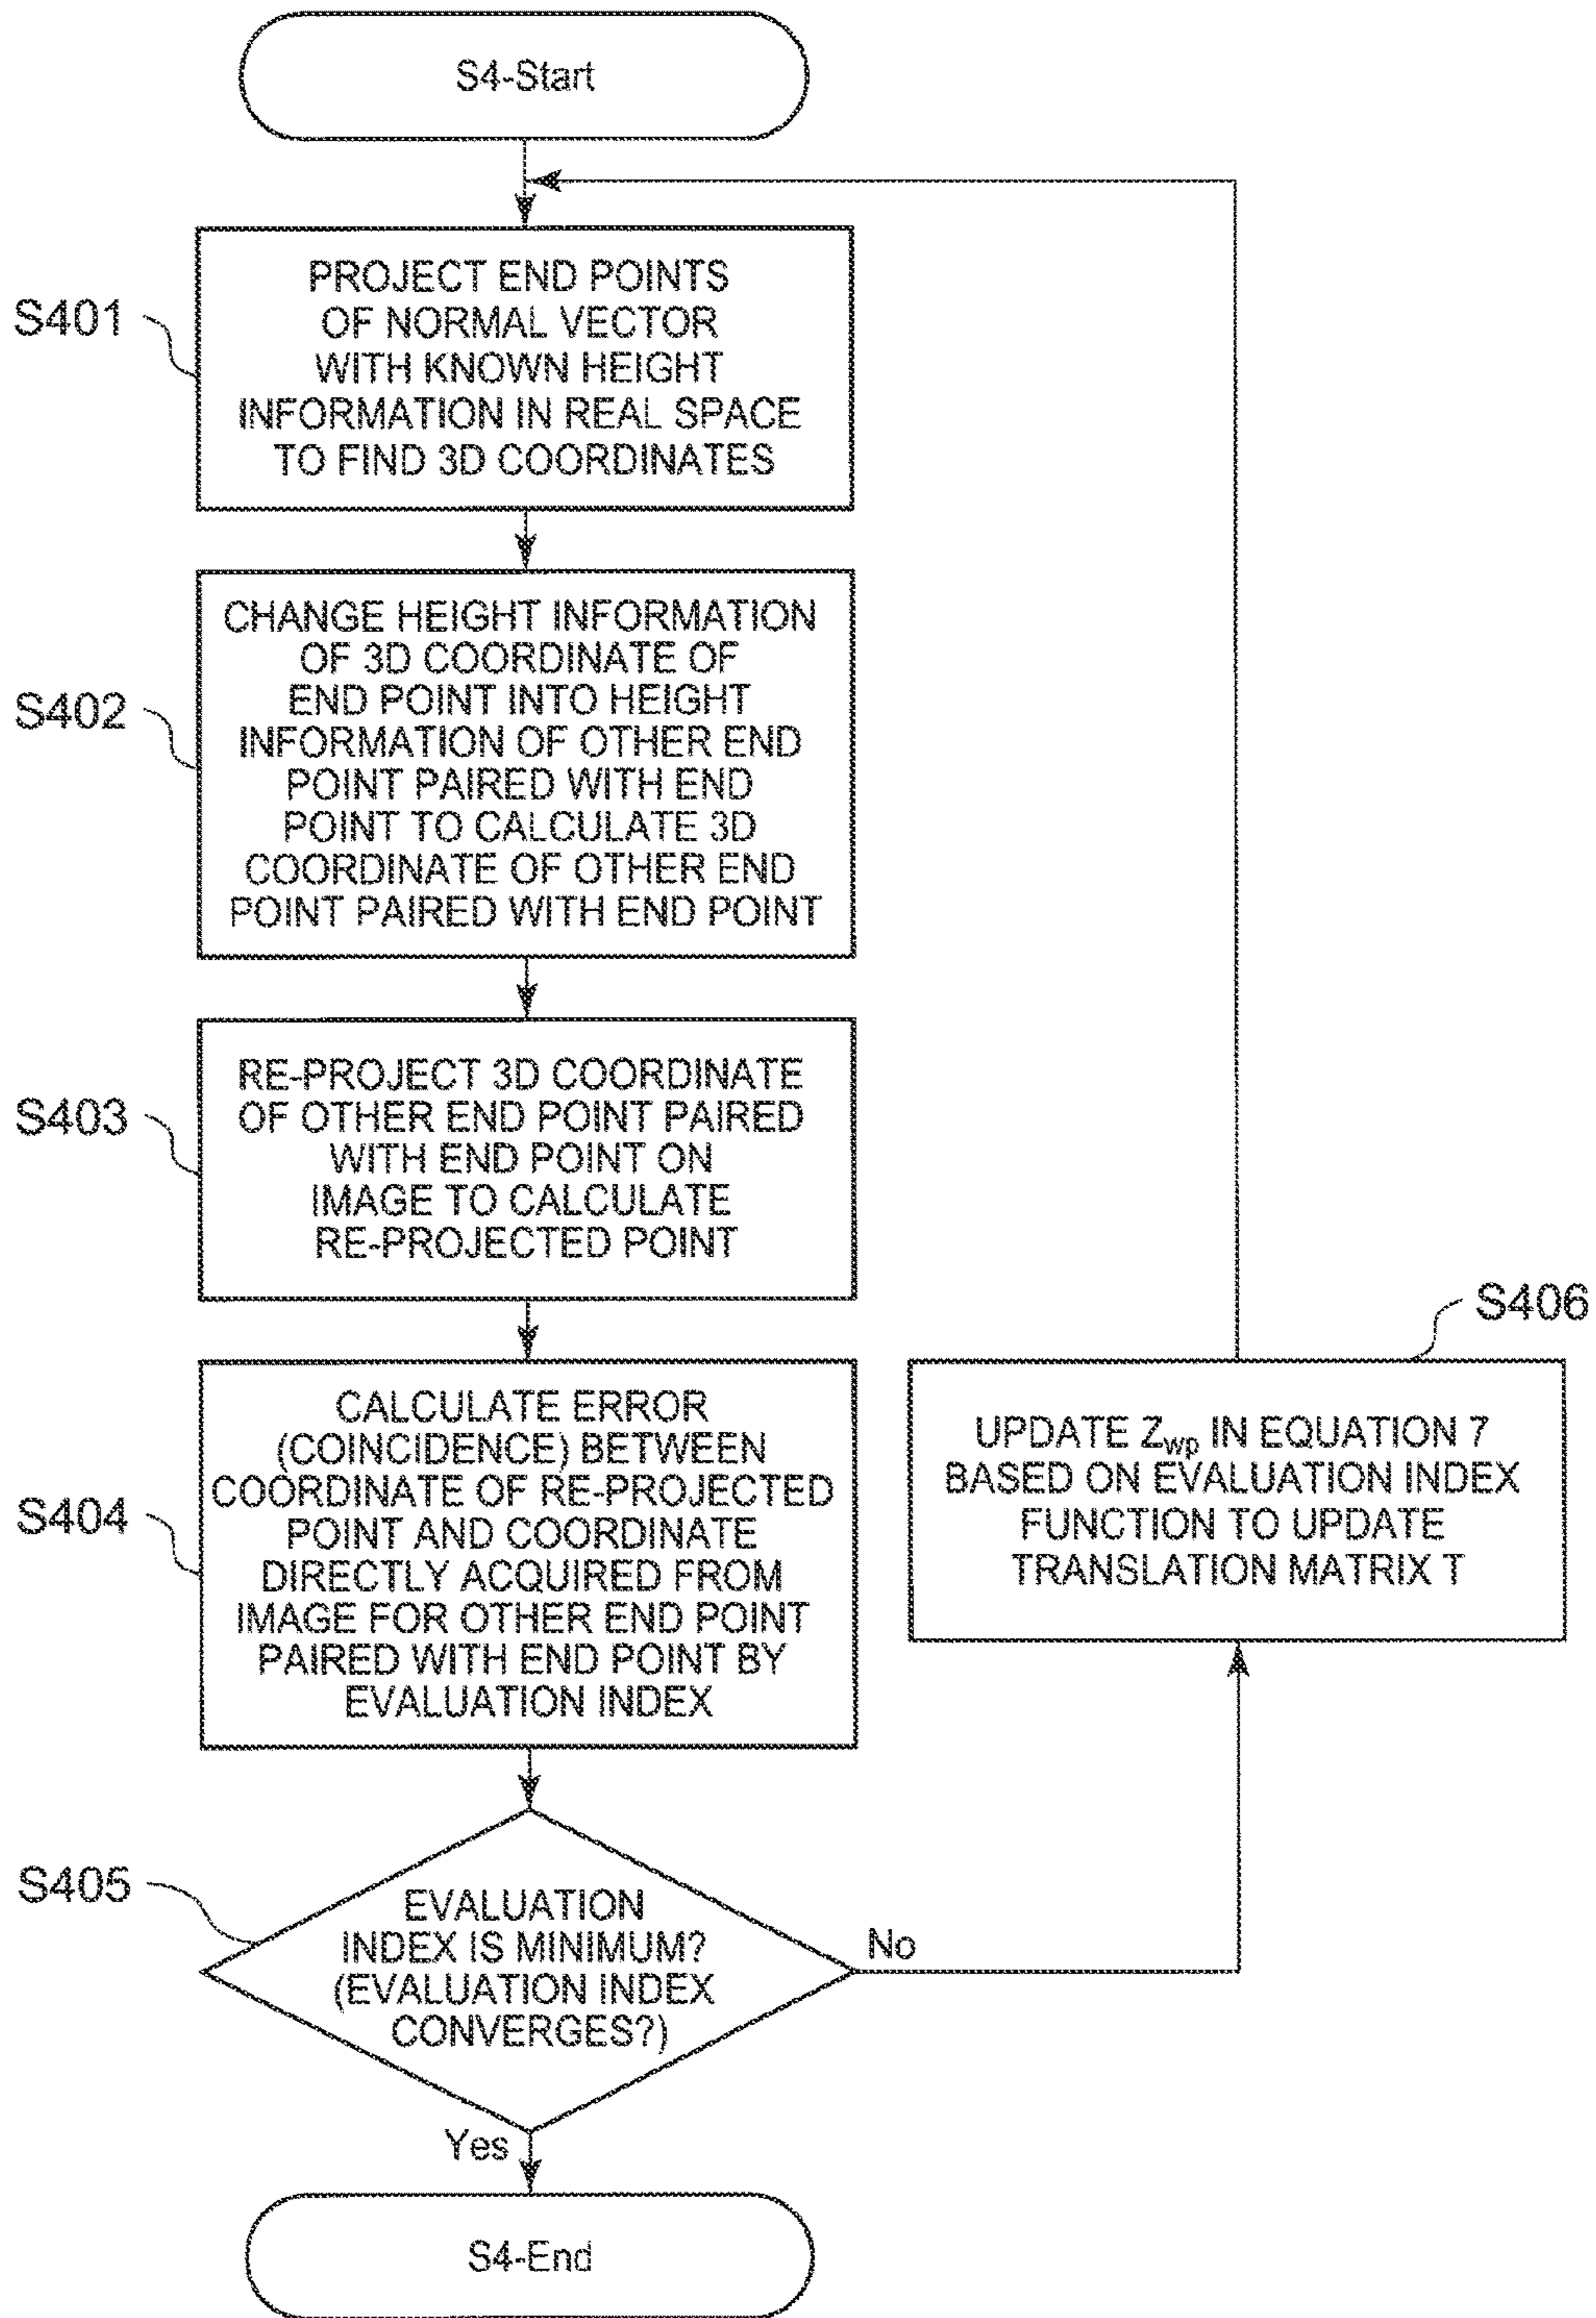 S4-Start
S401
PROJECT END POINTS
OF NORMAL VECTOR
WITH KNOWN HEIGHT
INFORMATION IN REAL SPACE
TO FIND 3D COORDINATES
S402
CHANGE HEIGHT INFORMATION
OF 3D COORDINATE OF
END POINT INTO HEIGHT
INFORMATION OF OTHER END
POINT PAIRED WITH END
POINT TO CALCULATE 3D
COORDINATE OF OTHER END
POINT PAIRED WITH END POINT
S403
RE-PROJECT 3D COORDINATE
OF OTHER END POINT PAIRED
WITH END POINT ON
IMAGE TO CALCULATE
RE-PROJECTED POINT
S404
CALCULATE ERROR
(COINCIDENCE) BETWEEN
COORDINATE OF RE-PROJECTED
POINT AND COORDINATE
DIRECTLY ACQUIRED FROM
IMAGE FOR OTHER END POINT
PAIRED WITH END POINT BY
EVALUATION INDEX
S406
UPDATE Zwp IN EQUATION 7
BASED ON EVALUATION INDEX
FUNCTION TO UPDATE
TRANSLATION MATRIX T
S405
EVALUATION
INDEX IS MINIMUM?
(EVALUATION INDEX
CONVERGES?)
No
Yes
S4-End